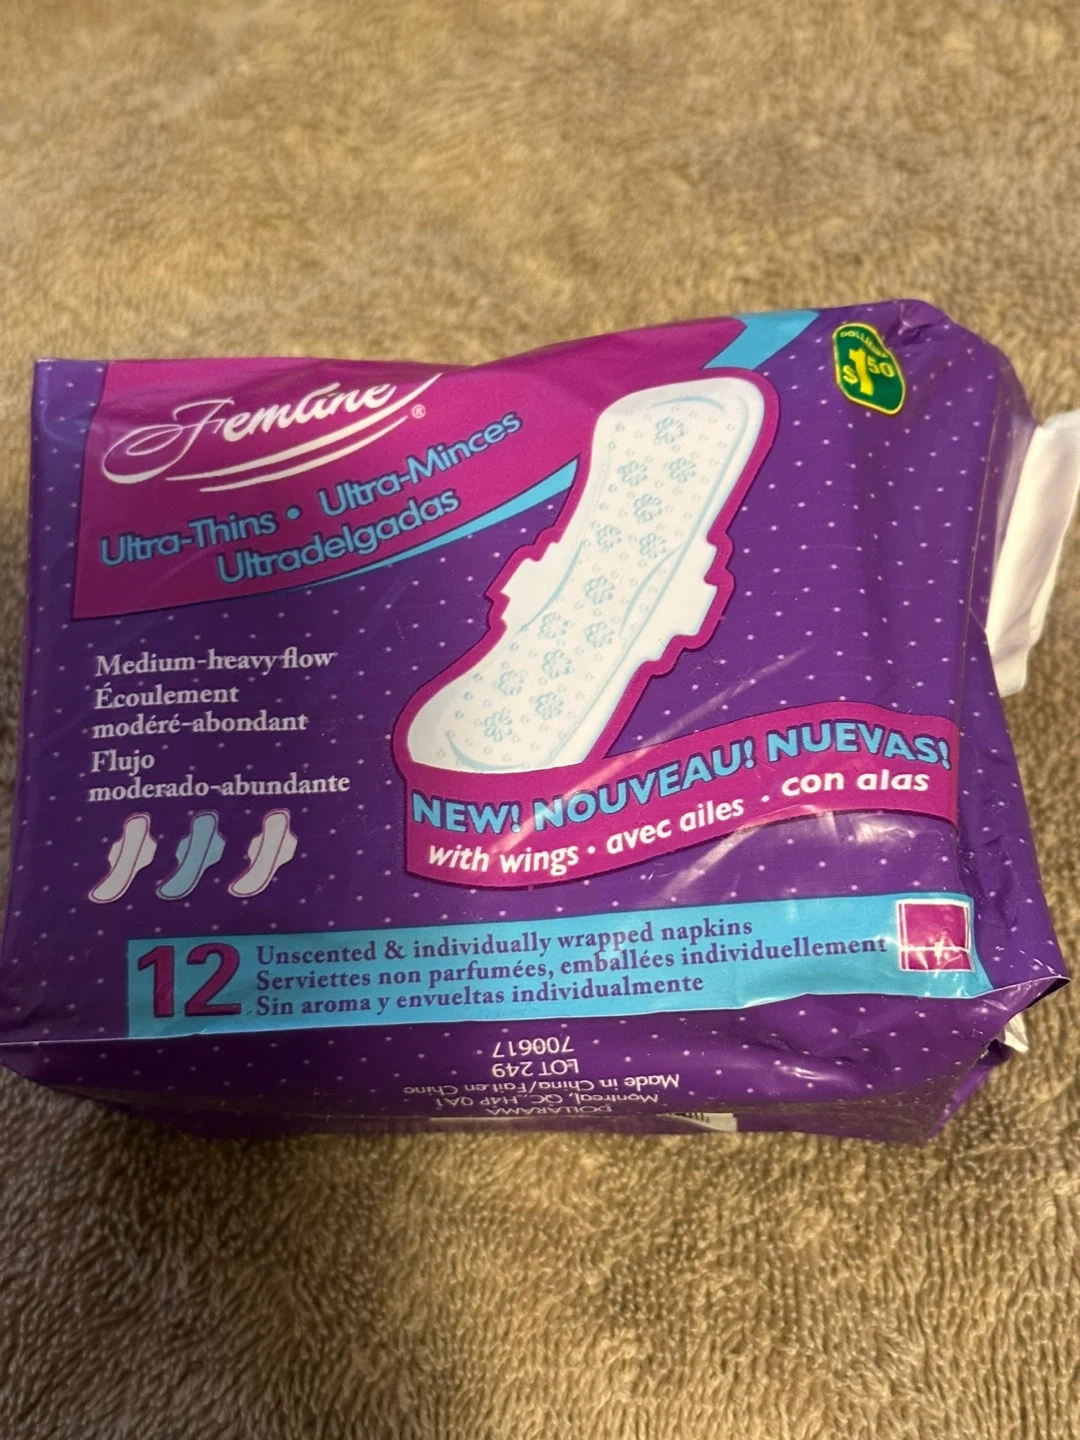 Femline®
Ultra-Thins • Ultra-Minces
Ultradelgadas
DOLLARAMA
$1.50
Medium-heavy flow
Écoulement
modéré-abondant
Flujo
moderado-abundante
NEW! NOUVEAU! NUEVAS!
with wings • avec ailes • con alas
12
Unscented & individually wrapped napkins
Serviettes non parfumées, emballées individuellement
Sin aroma y envueltas individualmente
DOLLARAMA
Montreal, QC, H4P 0A1
Made in China/Fait en Chine
LOT 249
700617